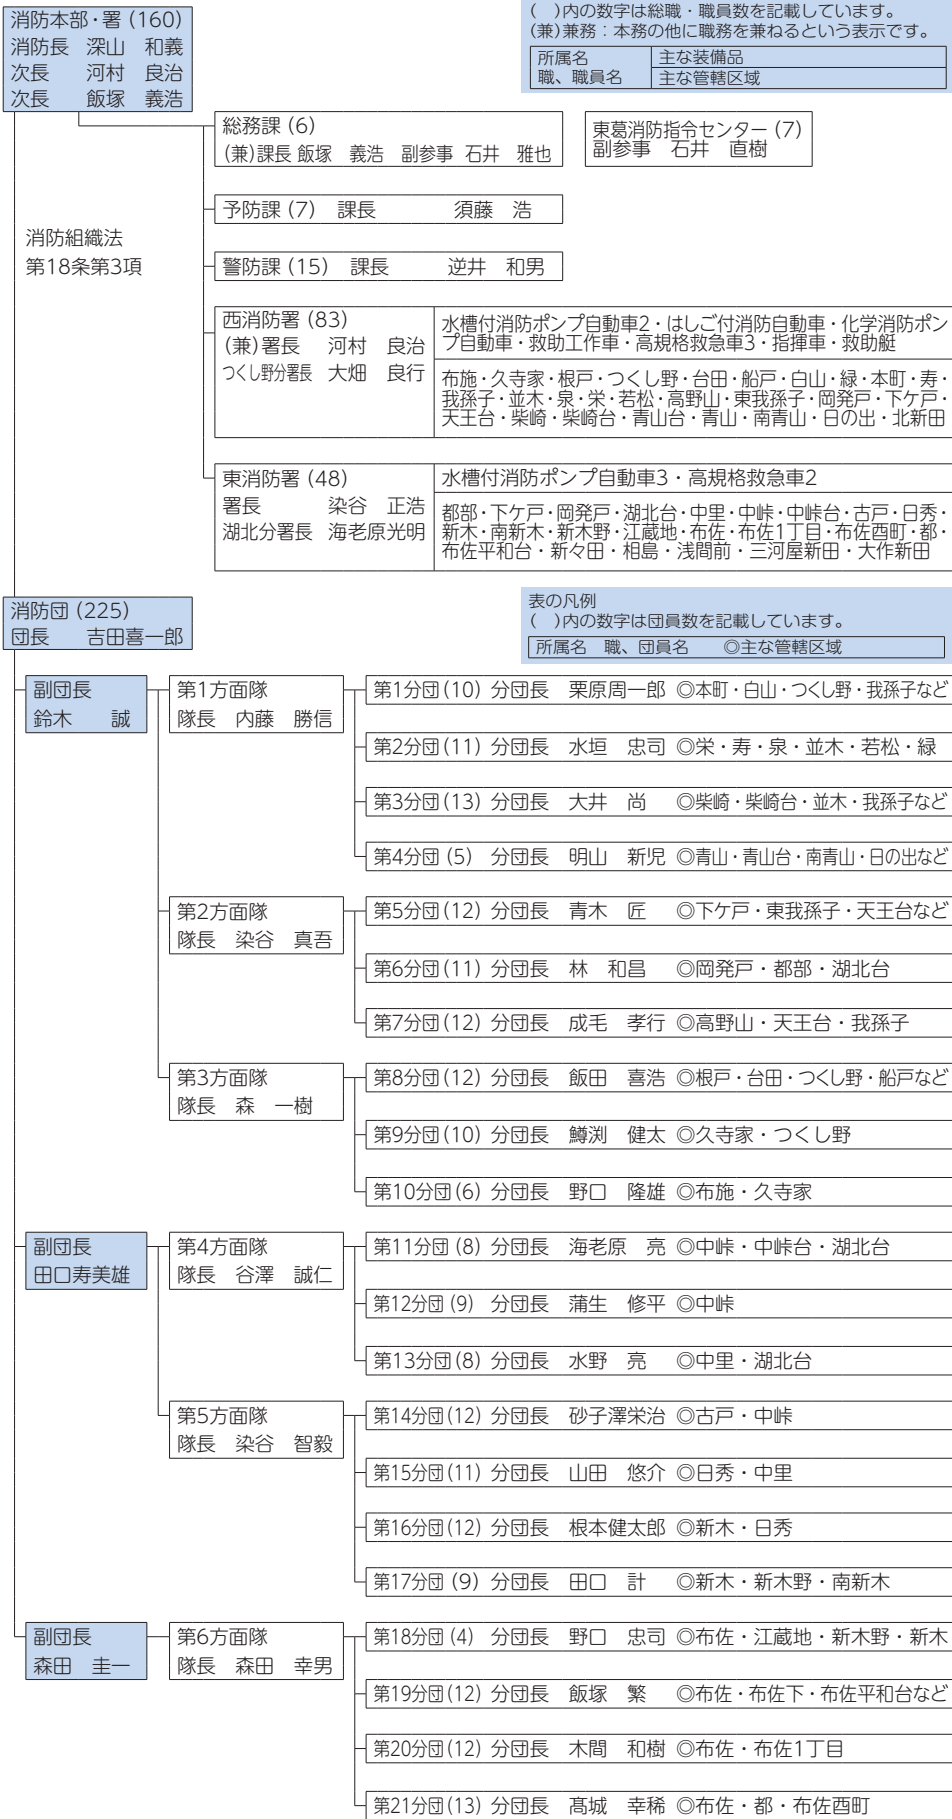 消防本部・署(160)
消防長 深山 和義
次長 河村 良治
次長 飯塚 義浩
( )内の数字は総職・職員数を記載しています。
(兼)兼務:本務の他に職務を兼ねるという表示です。
所属名 主な装備品
職、職員名 主な管轄区域
総務課(6)
(兼)課長 飯塚 義浩 副参事 石井 雅也
東葛消防指令センター(7)
副参事 石井 直樹
予防課(7) 課長 須藤 浩
消防組織法
第18条第3項
警防課(15) 課長 逆井 和男
西消防署(83)
(兼)署長 河村 良治
つくし野分署長 大畑 良行
水槽付消防ポンプ自動車2・はしご付消防自動車・化学消防ポン
プ自動車・救助工作車・高規格救急車3・指揮車・救助艇
布施・久寺家・根戸・つくし野・台田・船戸・白山・緑・本町・寿・
我孫子・並木・泉・栄・若松・高野山・東我孫子・岡発戸・下ケ戸・
天王台・柴崎・柴崎台・青山台・青山・南青山・日の出・北新田
東消防署(48)
署長 染谷 正浩
湖北分署長 海老原光明
水槽付消防ポンプ自動車3・高規格救急車2
都部・下ケ戸・岡発戸・湖北台・中里・中峠・中峠台・古戸・日秀・
新木・南新木・新木野・江蔵地・布佐・布佐1丁目・布佐酉町・都・
布佐平和台・新々田・相島・浅間前・三河屋新田・大作新田
消防団(225)
団長 吉田喜一郎
表の凡例
( )内の数字は団員数を記載しています。
所属名 職、団員名 ◎主な管轄区域
副団長
鈴木 誠
第1方面隊
隊長 内藤 勝信
第1分団(10) 分団長 栗原周一郎 ◎本町・白山・つくし野・我孫子など
第2分団(11) 分団長 水垣 忠司 ◎栄・寿・泉・並木・若松・緑
第3分団(13) 分団長 大井 尚 ◎柴崎・柴崎台・並木・我孫子など
第4分団(5) 分団長 明山 新児 ◎青山・青山台・南青山・日の出など
第2方面隊
隊長 染谷 真吾
第5分団(12) 分団長 青木 匠 ◎下ケ戸・東我孫子・天王台など
第6分団(11) 分団長 林 和昌 ◎岡発戸・都部・湖北台
第7分団(12) 分団長 成毛 孝行 ◎高野山・天王台・我孫子
第3方面隊
隊長 森 一樹
第8分団(12) 分団長 飯田 喜浩 ◎根戸・台田・つくし野・船戸など
第9分団(10) 分団長 鱒渕 健太 ◎久寺家・つくし野
第10分団(6) 分団長 野口 隆雄 ◎布施・久寺家
副団長
田口寿美雄
第4方面隊
隊長 谷澤 誠仁
第11分団(8) 分団長 海老原 亮 ◎中峠・中峠台・湖北台
第12分団(9) 分団長 蒲生 修平 ◎中峠
第13分団(8) 分団長 水野 亮 ◎中里・湖北台
第5方面隊
隊長 染谷 智毅
第14分団(12) 分団長 砂子澤栄治 ◎古戸・中峠
第15分団(11) 分団長 山田 悠介 ◎日秀・中里
第16分団(12) 分団長 根本健太郎 ◎新木・日秀
第17分団(9) 分団長 田口 計 ◎新木・新木野・南新木
副団長
森田 圭一
第6方面隊
隊長 森田 幸男
第18分団(4) 分団長 野口 忠司 ◎布佐・江蔵地・新木野・新木
第19分団(12) 分団長 飯塚 繁 ◎布佐・布佐下・布佐平和台など
第20分団(12) 分団長 木間 和樹 ◎布佐・布佐1丁目
第21分団(13) 分団長 髙城 幸稀 ◎布佐・都・布佐酉町